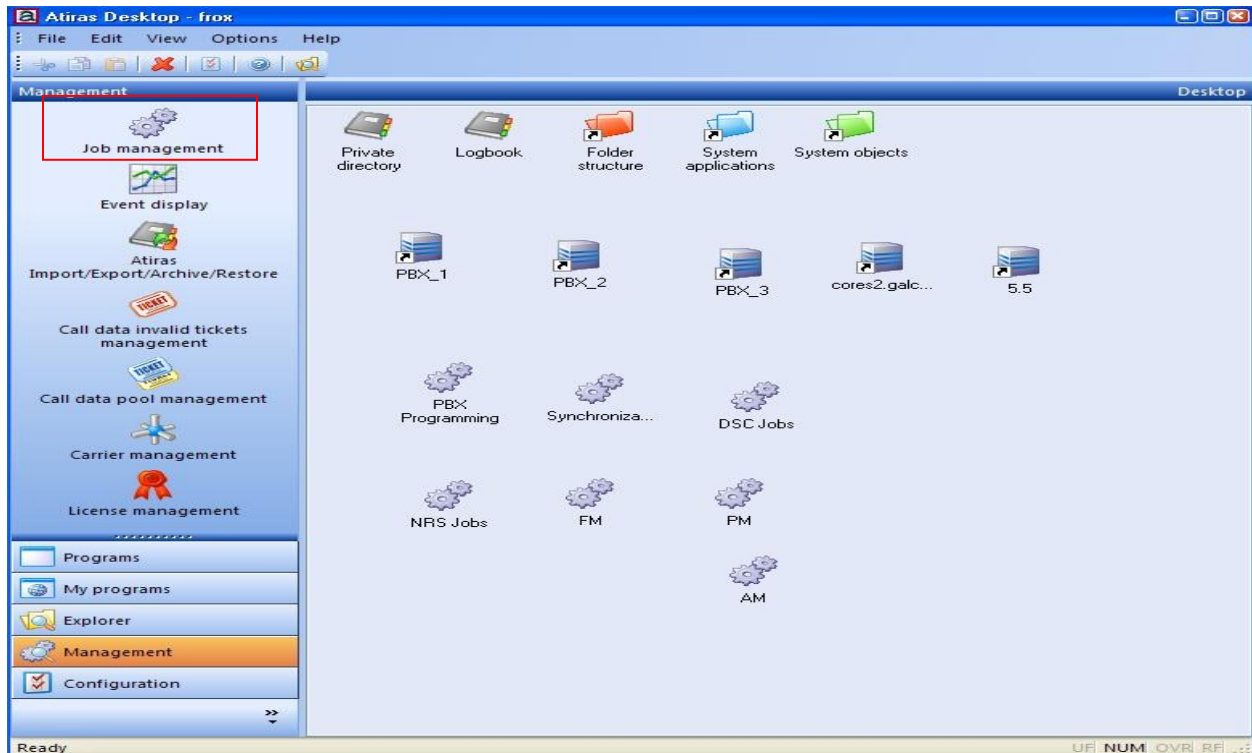 Atiras Desktop - frox
File Edit View Options Help
Management
Desktop
Job management
Event display
Atiras
Import/Export/Archive/Restore
TICKET
Call data invalid tickets
management
TICKET
Call data pool management
Carrier management
License management
Programs
My programs
Explorer
Management
Configuration
Private
directory
Logbook
Folder
structure
System
applications
System objects
PBX_1
PBX_2
PBX_3
cores2.galc...
5.5
PBX
Programming
Synchroniza...
DSC Jobs
NRS Jobs
FM
PM
AM
Ready
UF NUM OVR RF